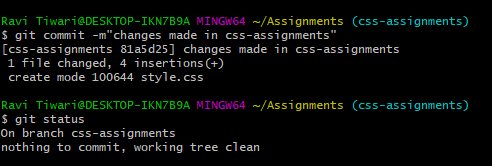 Ravi Tiwari@DESKTOP-IKN7B9A MINGW64 ~/Assignments (css-assignments)
$ git commit -m"changes made in css-assignments"
[css-assignments 81a5d25] changes made in css-assignments
 1 file changed, 4 insertions(+)
 create mode 100644 style.css
Ravi Tiwari@DESKTOP-IKN7B9A MINGW64 ~/Assignments (css-assignments)
$ git status
On branch css-assignments
nothing to commit, working tree clean